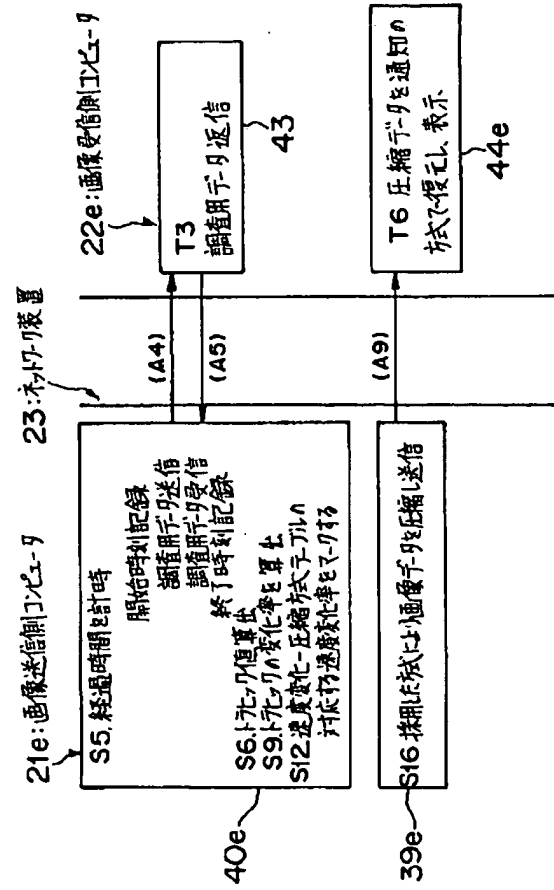 21e:画像送信側コンピュータ
23:ネットワーク装置
22e:画像受信側コンピュータ
S5.経過時間を計時
開始時刻記録
調査用データ送信
調査用データ受信
終了時刻記録
S6.トラヒック値算出
S9.トラヒックの変化率を算出
S12.速度変化-圧縮方式テーブルの
対応する速度変化率をマークする
40e
(A4)
(A5)
T3
調査用データ返信
43
S16 採用した方式により画像データを圧縮し送信
39e
(A9)
T6 圧縮データを通知の
方式で復元し、表示
44e